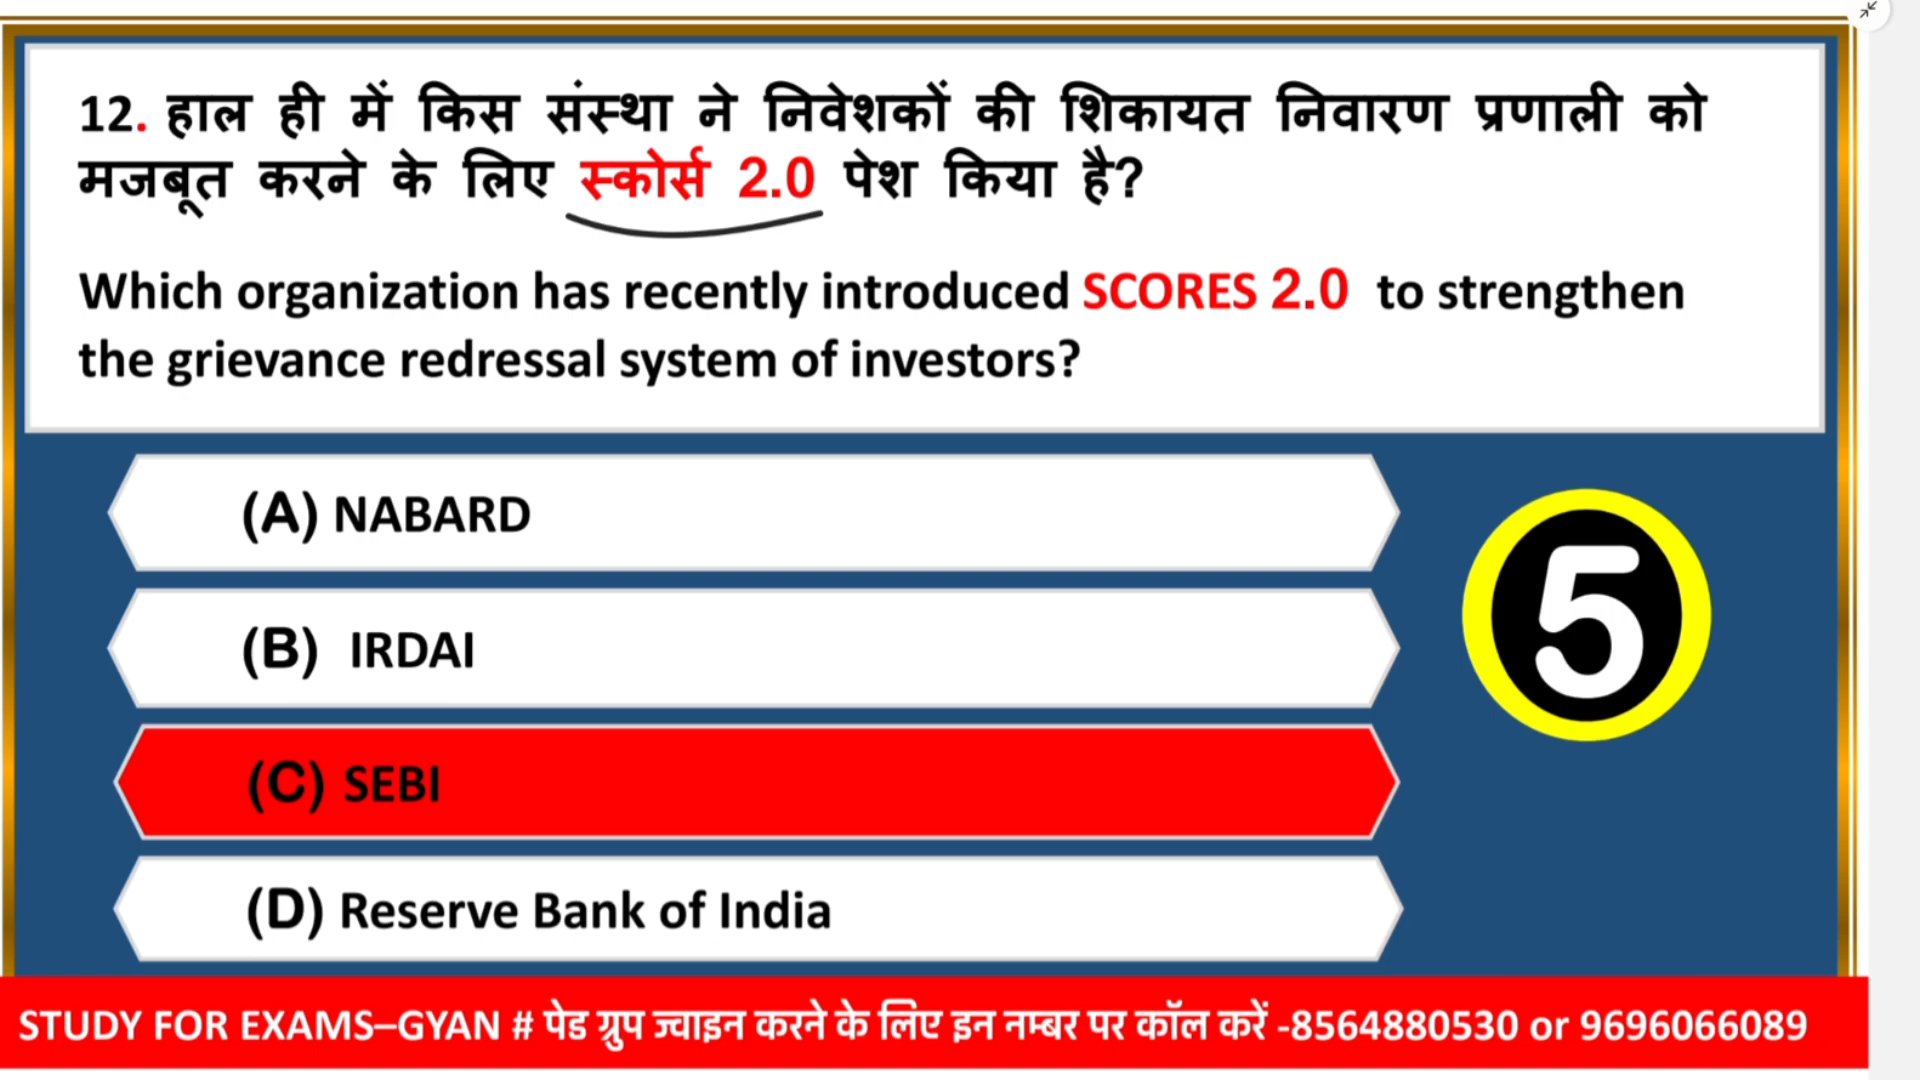 12. हाल ही में किस संस्था ने निवेशकों की शिकायत निवारण प्रणाली को
मजबूत करने के लिए स्कोर्स 2.0 पेश किया है?
Which organization has recently introduced SCORES 2.0 to strengthen
the grievance redressal system of investors?
(A) NABARD
(B) IRDAI
5
(C) SEBI
(D) Reserve Bank of India
STUDY FOR EXAMS–GYAN # पेड ग्रुप ज्वाइन करने के लिए इन नम्बर पर कॉल करें -8564880530 or 9696066089